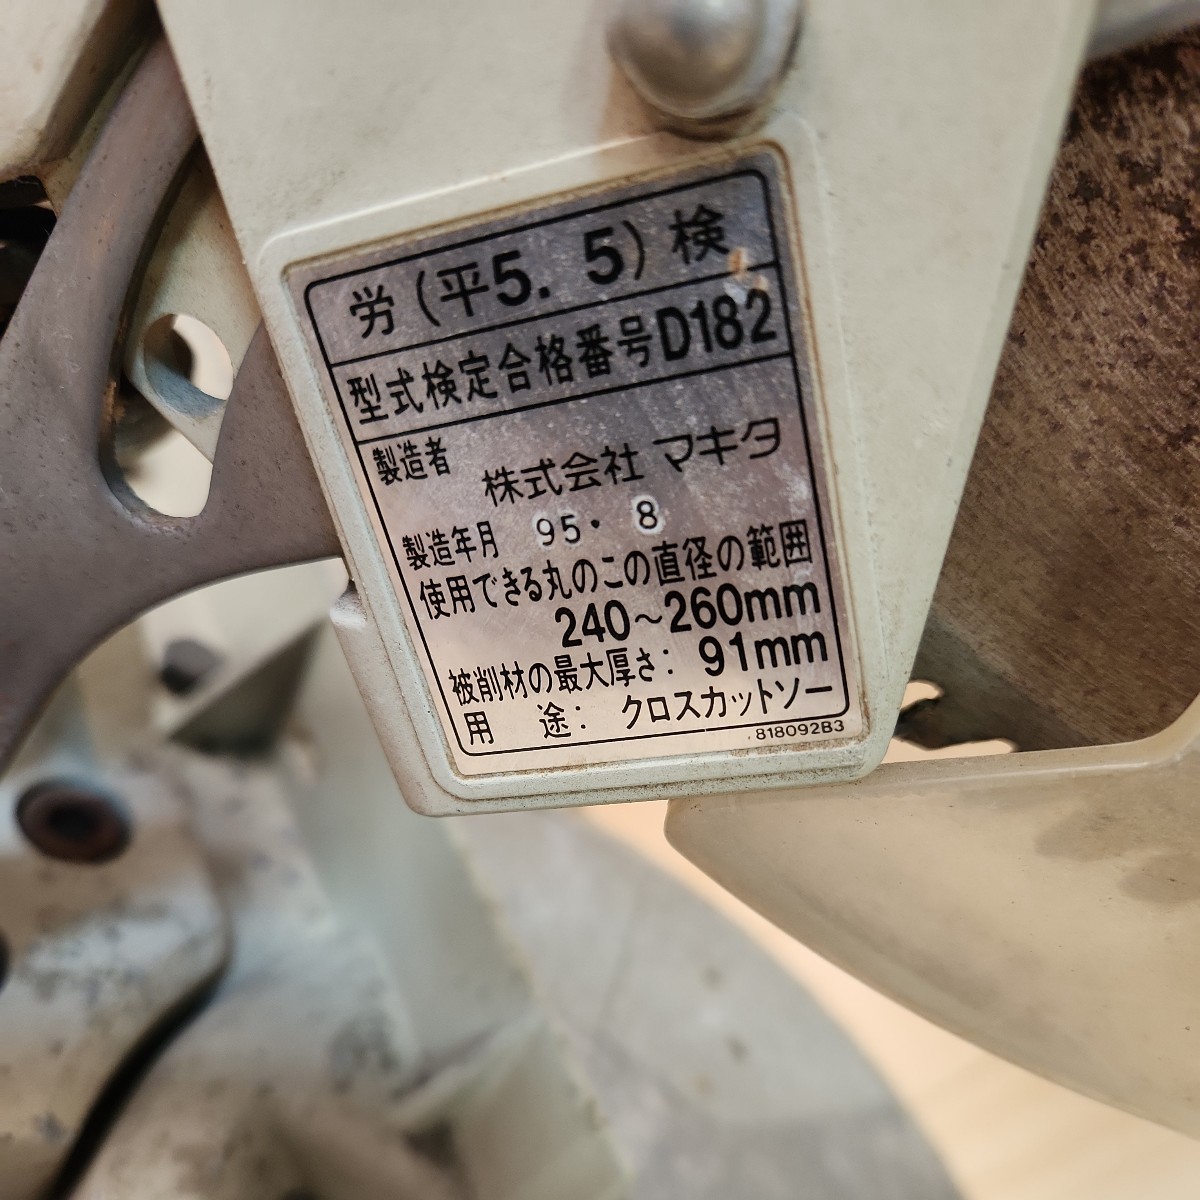 労(平5.5)検
型式検定合格番号D182
製造者 株式会社 マキタ
製造年月 95・8
使用できる丸のこの直径の範囲
240～260mm
被削材の最大厚さ： 91mm
用 途： クロスカットソー
818092B3